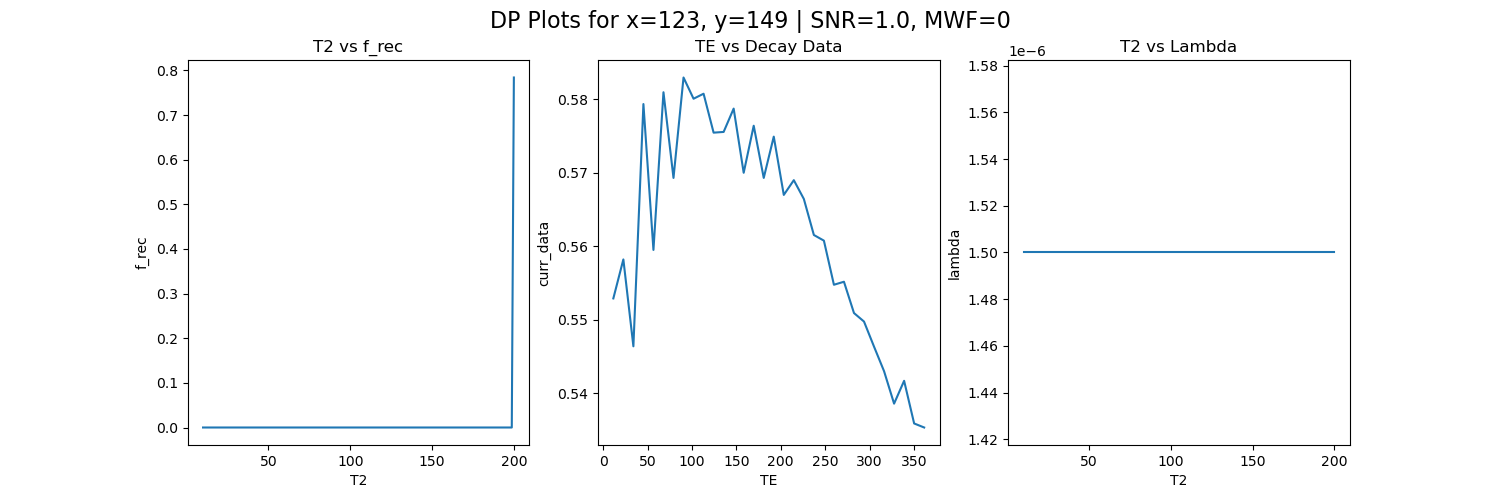 DP Plots for x=123, y=149 | SNR=1.0, MWF=0
T2 vs f_rec
0.8
0.7
0.6
0.5
0.4
0.3
0.2
0.1
0.0
f_rec
50 100 150 200
T2
TE vs Decay Data
0.58
0.57
0.56
0.55
0.54
curr_data
0 50 100 150 200 250 300 350
TE
T2 vs Lambda
1e−6
1.58
1.56
1.54
1.52
1.50
1.48
1.46
1.44
1.42
lambda
50 100 150 200
T2